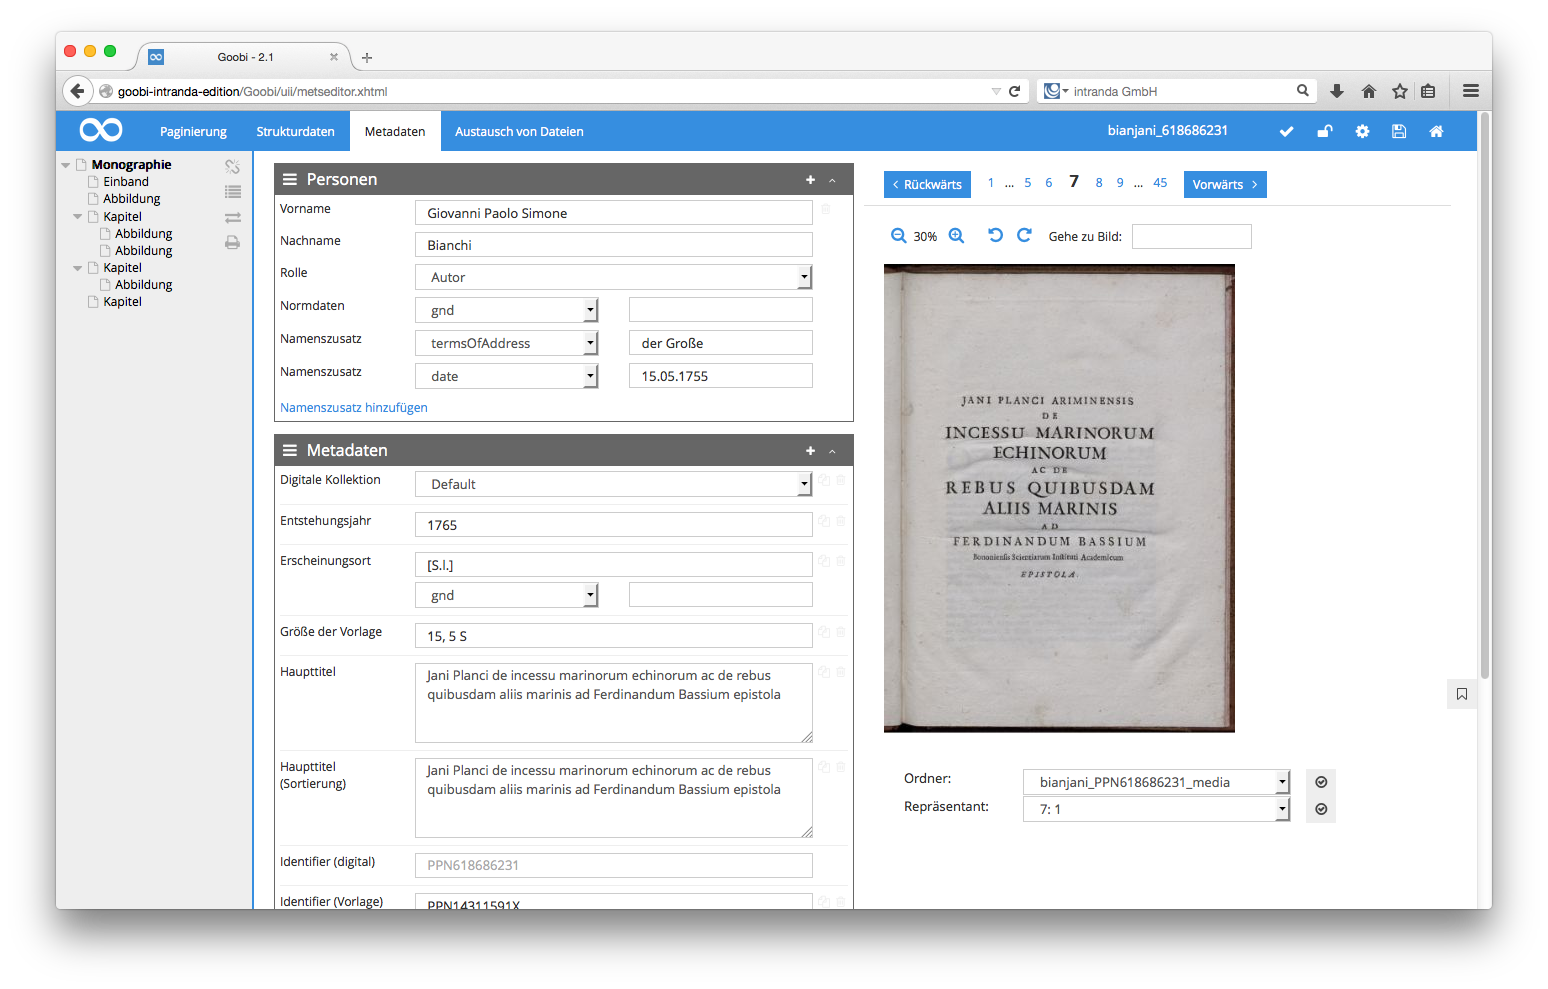 Goobi - 2.1
goobi-intranda-edition/Goobi/uii/metseditor.xhtml
intranda GmbH
Paginierung
Strukturdaten
Metadaten
Austausch von Dateien
bianjani_618686231
Monographie
Einband
Abbildung
Kapitel
Abbildung
Abbildung
Kapitel
Abbildung
Kapitel
Personen
Vorname
Giovanni Paolo Simone
Nachname
Bianchi
Rolle
Autor
Normdaten
gnd
Namenszusatz
termsOfAddress
der Große
Namenszusatz
date
15.05.1755
Namenszusatz hinzufügen
Metadaten
Digitale Kollektion
Default
Entstehungsjahr
1765
Erscheinungsort
[S.l.]
gnd
Größe der Vorlage
15, 5 S
Haupttitel
Jani Planci de incessu marinorum echinorum ac de rebus
quibusdam aliis marinis ad Ferdinandum Bassium epistola
Haupttitel
(Sortierung)
Jani Planci de incessu marinorum echinorum ac de rebus
quibusdam aliis marinis ad Ferdinandum Bassium epistola
Identifier (digital)
PPN618686231
Identifier (Vorlage)
PPN14311591X
Rückwärts
1 ... 5 6 7 8 9 ... 45
Vorwärts
30%
Gehe zu Bild:
JANI PLANCI ARIMINENSIS
DE
INCESSU MARINORUM
ECHINORUM
AC DE
REBUS QUIBUSDAM
ALIIS MARINIS
AD
FERDINANDUM BASSIUM
Bononiensis Scientiarum Instituti Academicum
EPISTOLA.
Ordner:
bianjani_PPN618686231_media
Repräsentant:
7: 1